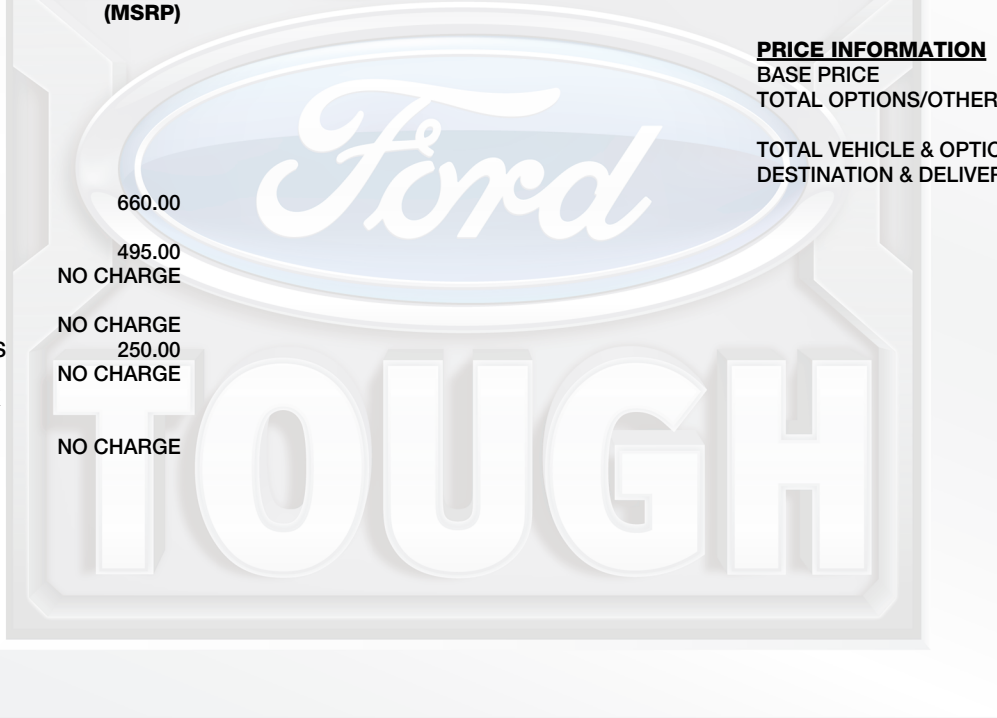 (MSRP)
PRICE INFORMATION
BASE PRICE
TOTAL OPTIONS/OTHER
TOTAL VEHICLE & OPTIO
DESTINATION & DELIVER
660.00
495.00
NO CHARGE
NO CHARGE
S 250.00
NO CHARGE
NO CHARGE
Ford
TOUGH